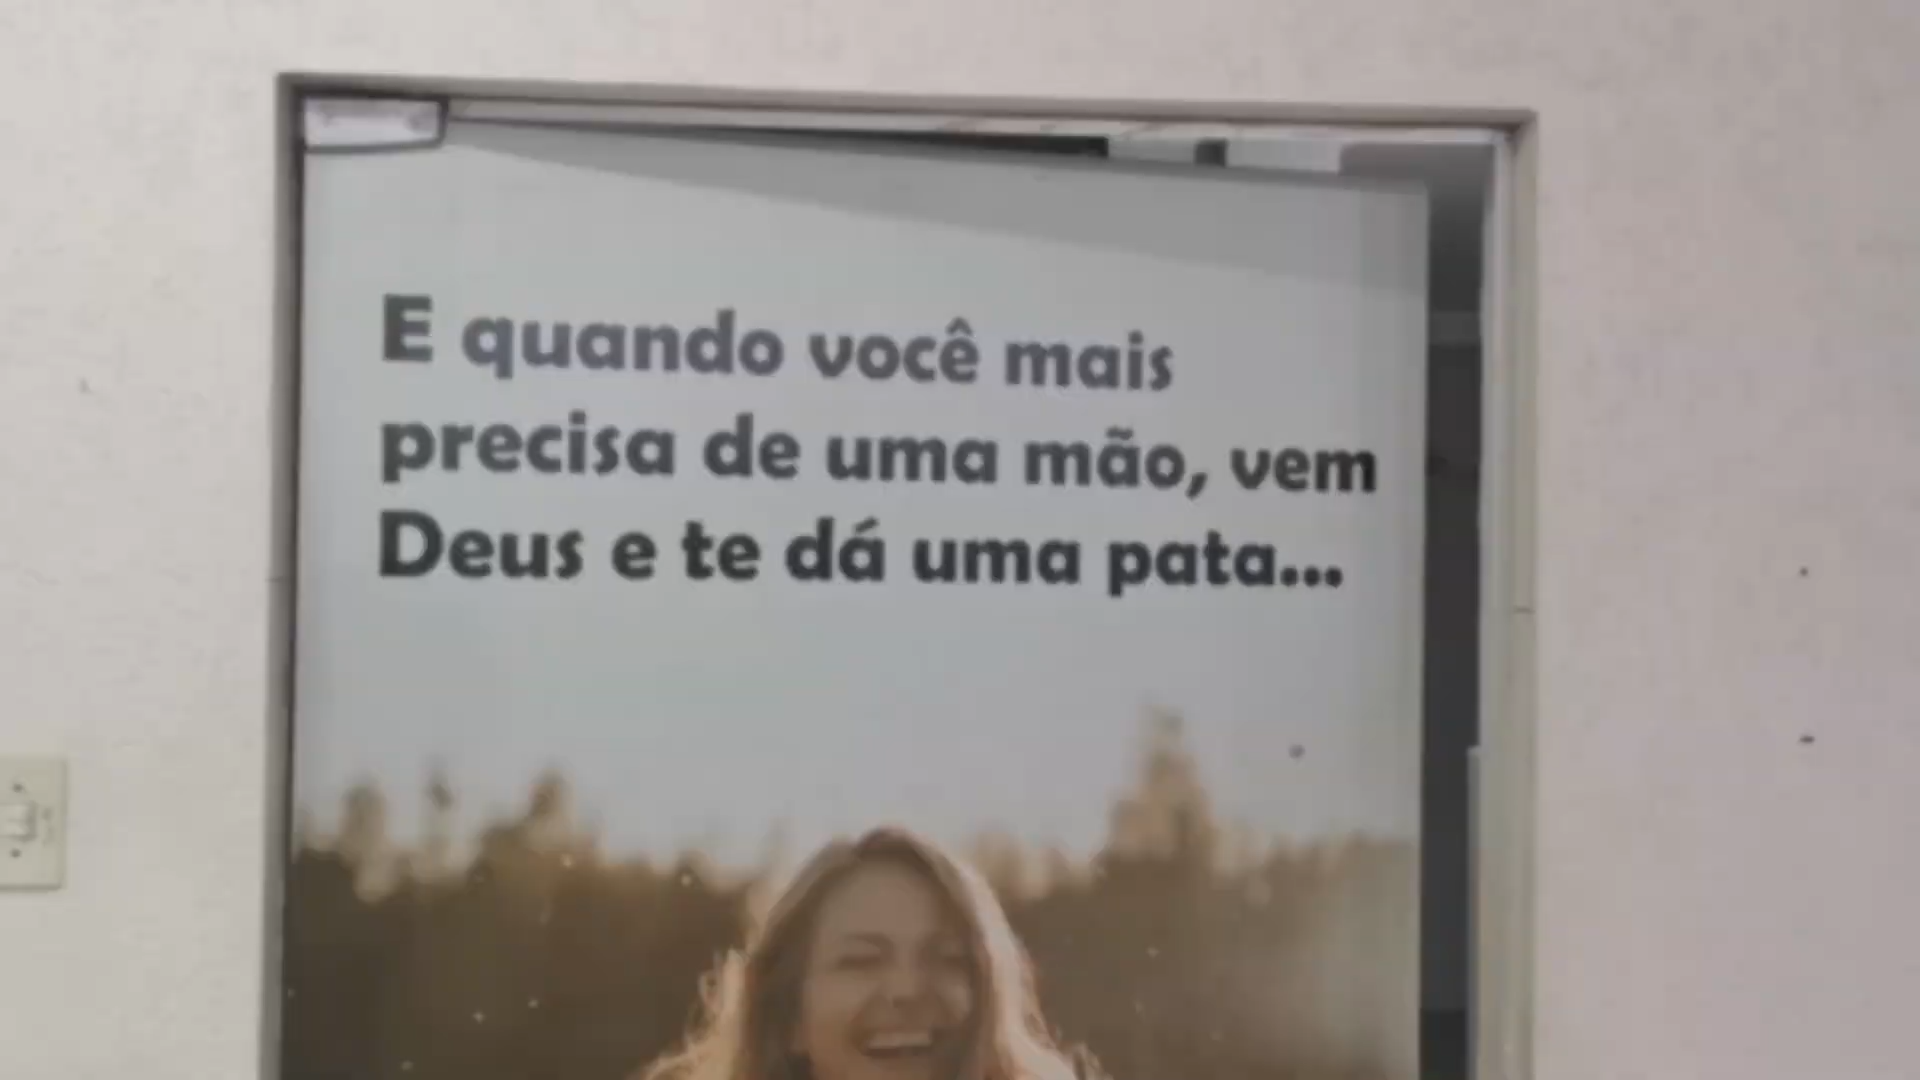 E quando você mais
precisa de uma mão, vem
Deus e te dá uma pata...